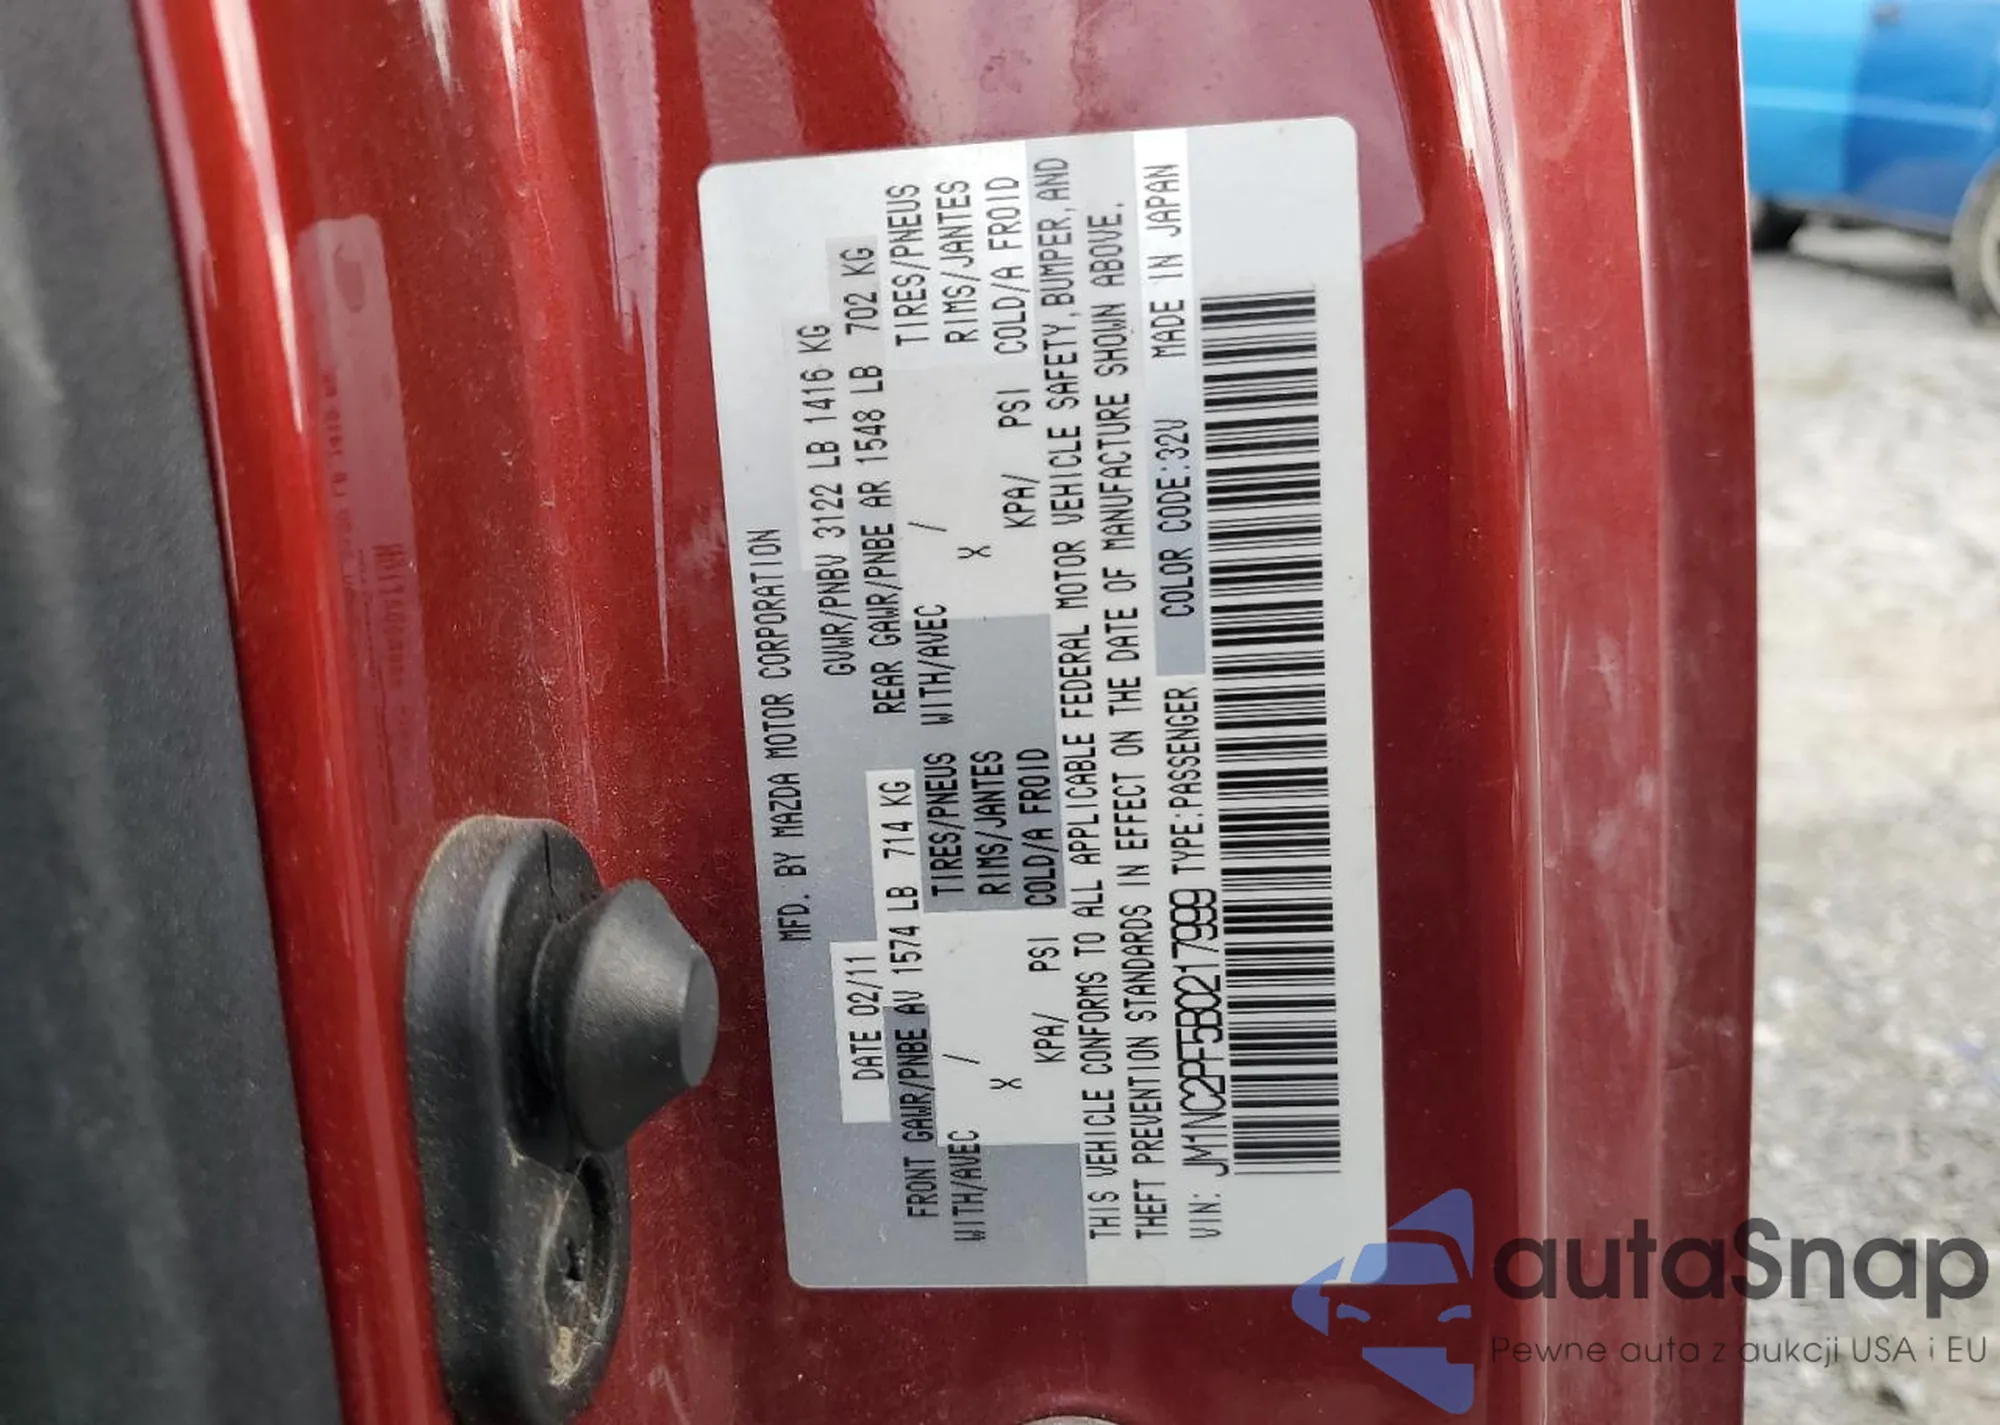 MFD. BY MAZDA MOTOR CORPORATION
DATE 02/11 GVWR/PNBV 3122 LB 1416 KG
FRONT GAWR/PNBE AV 1574 LB 714 KG REAR GAWR/PNBE AR 1548 LB 702 KG
WITH/AVEC / TIRES/PNEUS WITH/AVEC / TIRES/PNEUS
X RIMS/JANTES X RIMS/JANTES
KPA/ PSI COLD/A FROID KPA/ PSI COLD/A FROID
THIS VEHICLE CONFORMS TO ALL APPLICABLE FEDERAL MOTOR VEHICLE SAFETY, BUMPER, AND
THEFT PREVENTION STANDARDS IN EFFECT ON THE DATE OF MANUFACTURE SHOWN ABOVE.
VIN: JM1NC2PF5B0217999 TYPE:PASSENGER COLOR CODE:32V MADE IN JAPAN
autoSnap
Pewne auta z aukcji USA i EU